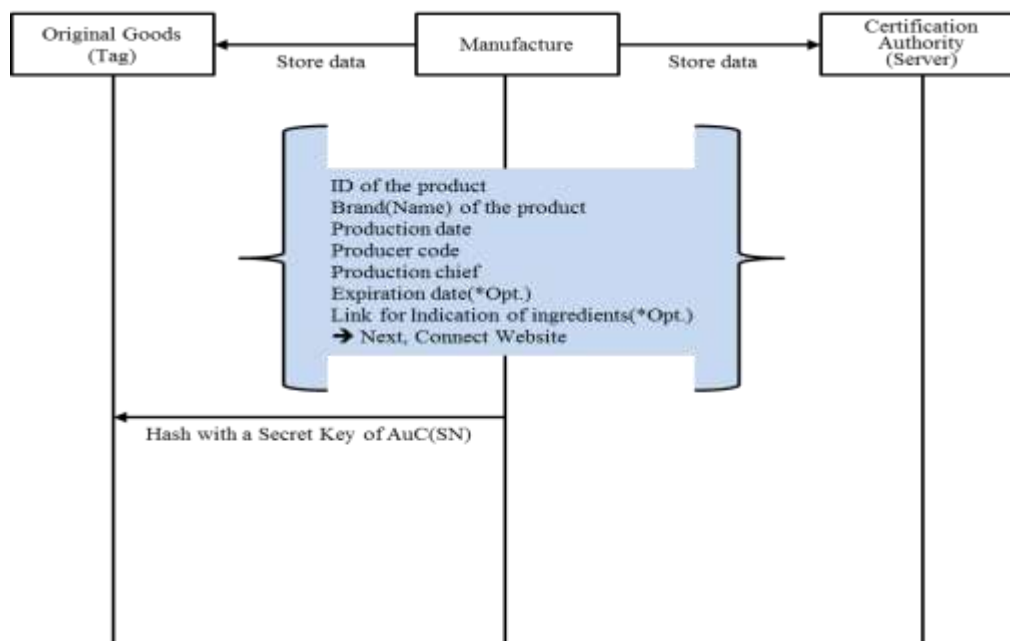 Original Goods
(Tag)
Store data
Manufacture
Store data
Certification
Authority
(Server)
ID of the product
Brand(Name) of the product
Production date
Producer code
Production chief
Expiration date(*Opt.)
Link for Indication of ingredients(*Opt.)
➔ Next, Connect Website
Hash with a Secret Key of AuC(SN)